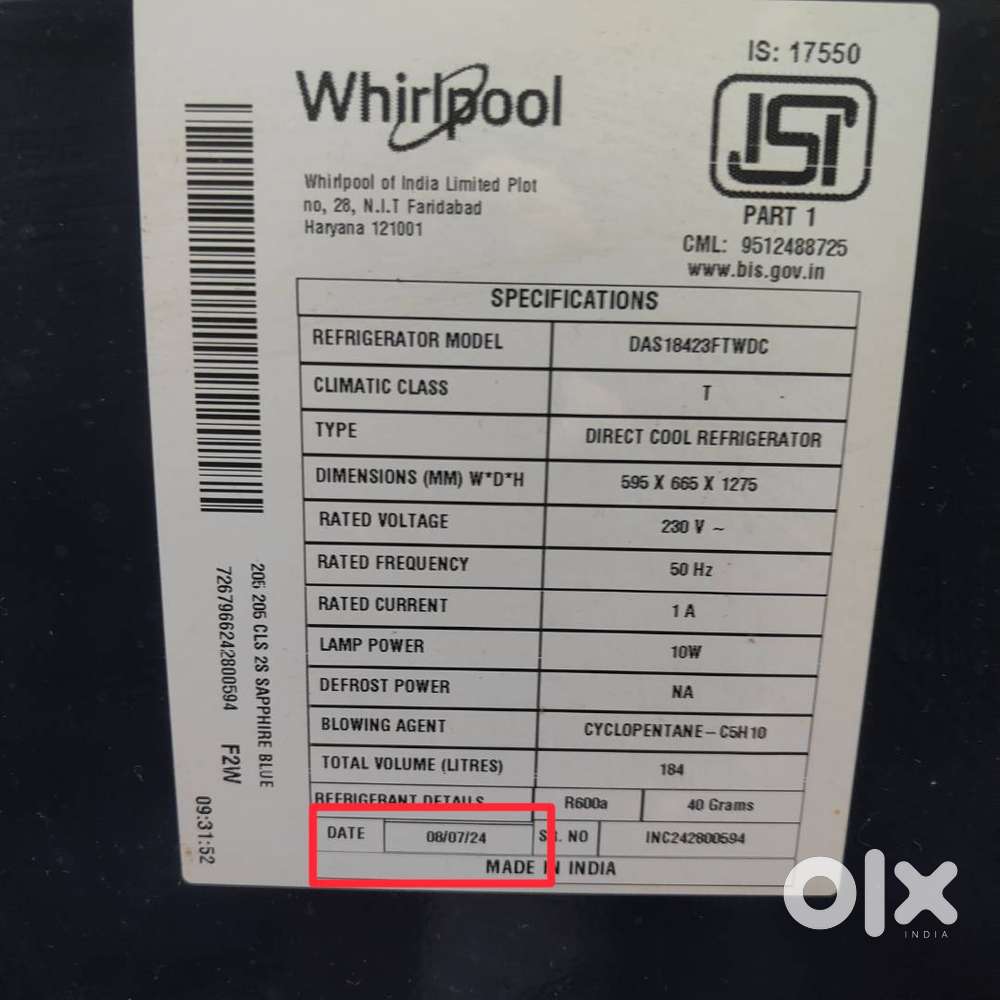 Whirlpool
Whirlpool of India Limited Plot
no, 28, N.I.T Faridabad
Haryana 121001
IS: 17550
ISI
PART 1
CML: 9512488725
www.bis.gov.in
SPECIFICATIONS
REFRIGERATOR MODEL DAS18423FTWDC
CLIMATIC CLASS T
TYPE DIRECT COOL REFRIGERATOR
DIMENSIONS (MM) W*D*H 595 X 665 X 1275
RATED VOLTAGE 230 V ~
RATED FREQUENCY 50 Hz
RATED CURRENT 1 A
LAMP POWER 10W
DEFROST POWER NA
BLOWING AGENT CYCLOPENTANE-C5H10
TOTAL VOLUME (LITRES) 184
REFRIGERANT DETAILS R600a 40 Grams
DATE 08/07/24 SR. NO INC242800594
MADE IN INDIA
205 205 CLS 2S SAPPHIRE BLUE
7267966242800594 F2W
09:31:52
olx
INDIA